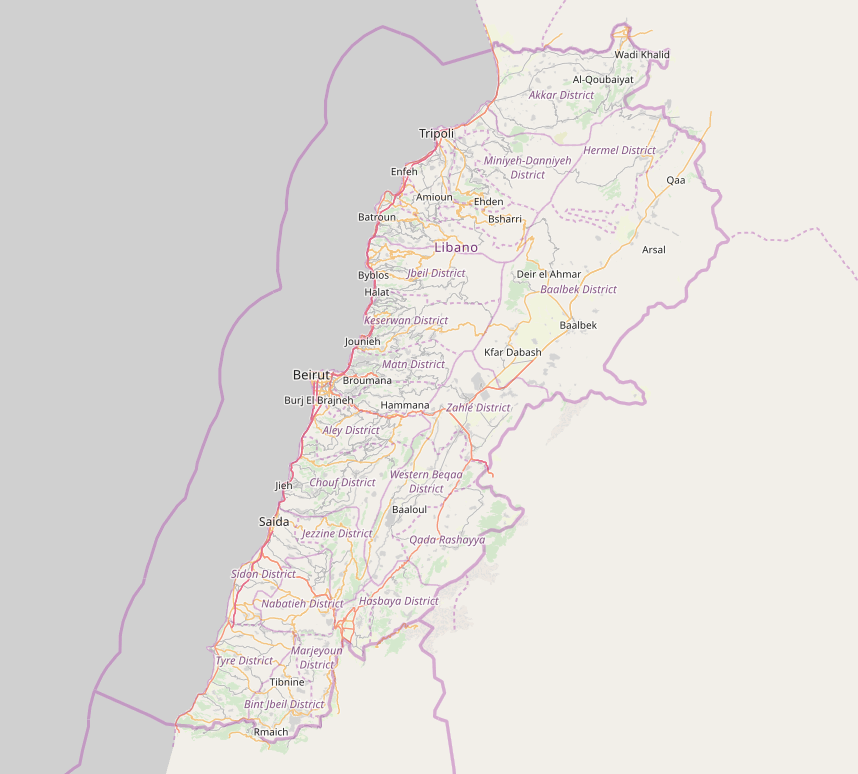 Wadi Khalid
Al-Qoubaiyat
Akkar District
Tripoli
Hermel District
Miniyeh-Danniyeh
District
Enfeh
Qaa
Amioun
Ehden
Batroun
Bsharri
Libano
Arsal
Byblos
Jbeil District
Deir el Ahmar
Halat
Baalbek District
Keserwan District
Baalbek
Jounieh
Kfar Dabash
Matn District
Beirut
Broumana
Burj El Brajneh
Hammana
Zahle District
Aley District
Western Beqaa
District
Chouf District
Jieh
Baaloul
Saida
Jezzine District
Qada Rashayya
Sidon District
Nabatieh District
Hasbaya District
Marjeyoun
District
Tyre District
Tibnine
Bint Jbeil District
Rmaich